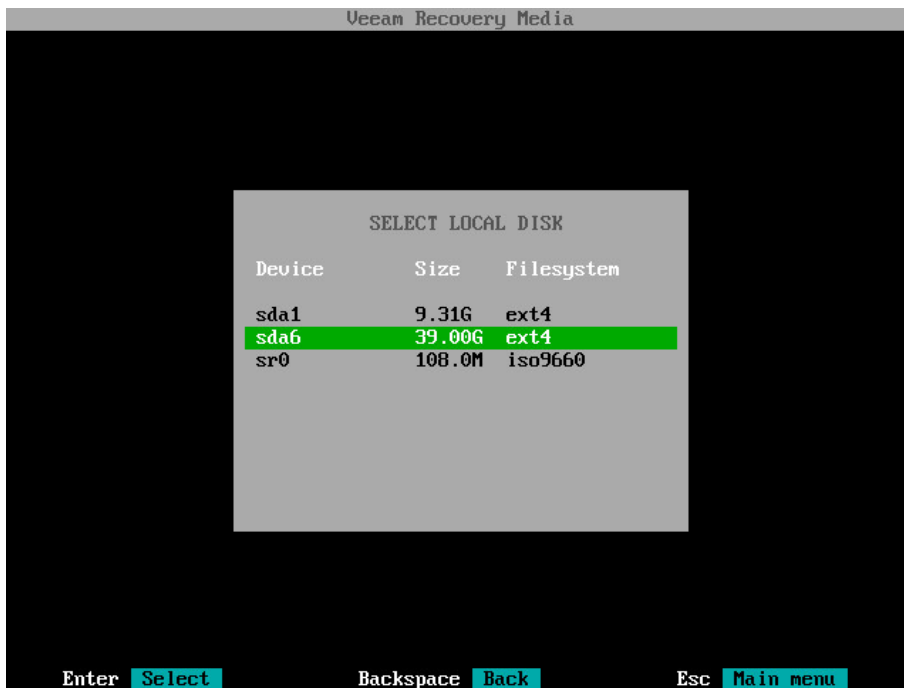 Veeam Recovery Media
SELECT LOCAL DISK
Device Size Filesystem
sda1 9.31G ext4
sda6 39.00G ext4
sr0 108.0M iso9660
Enter Select Backspace Back Esc Main menu